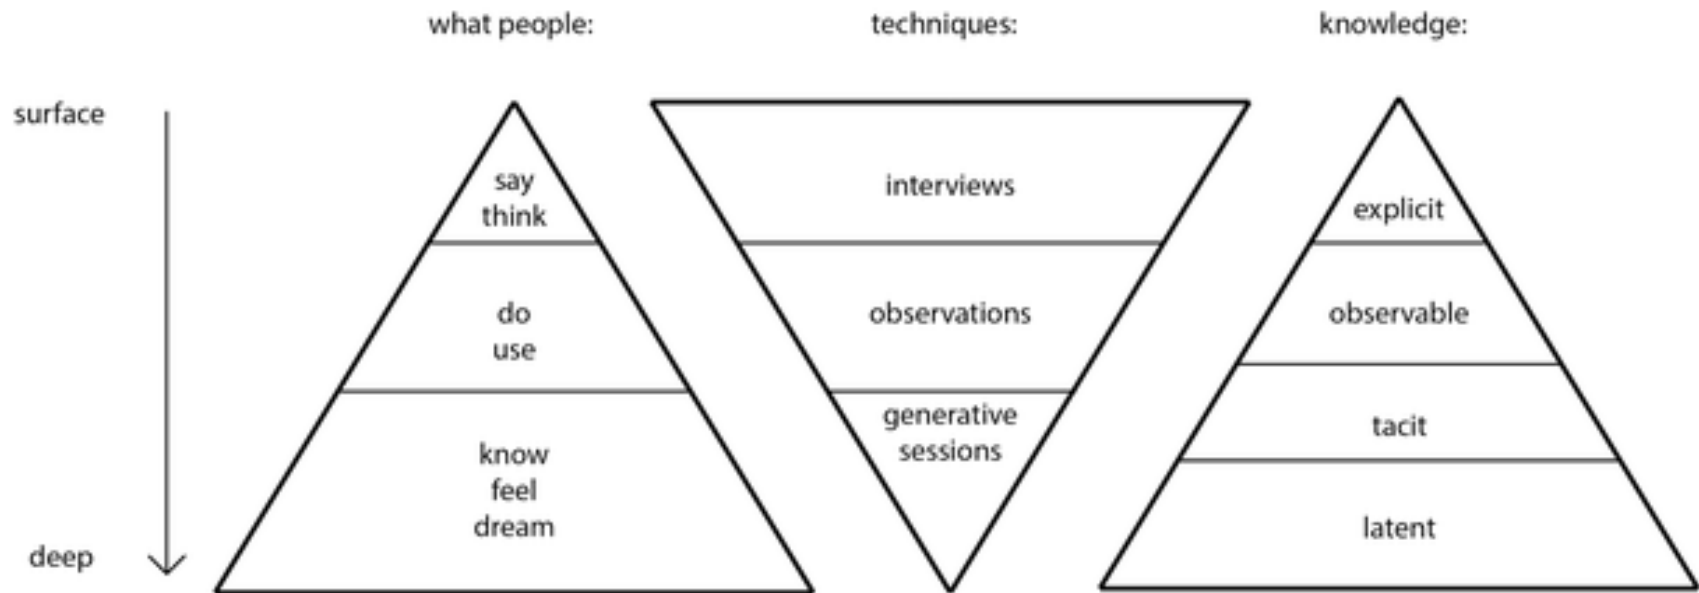 what people:
techniques:
knowledge:
surface
say
think
do
use
know
feel
dream
interviews
observations
generative
sessions
explicit
observable
tacit
latent
deep